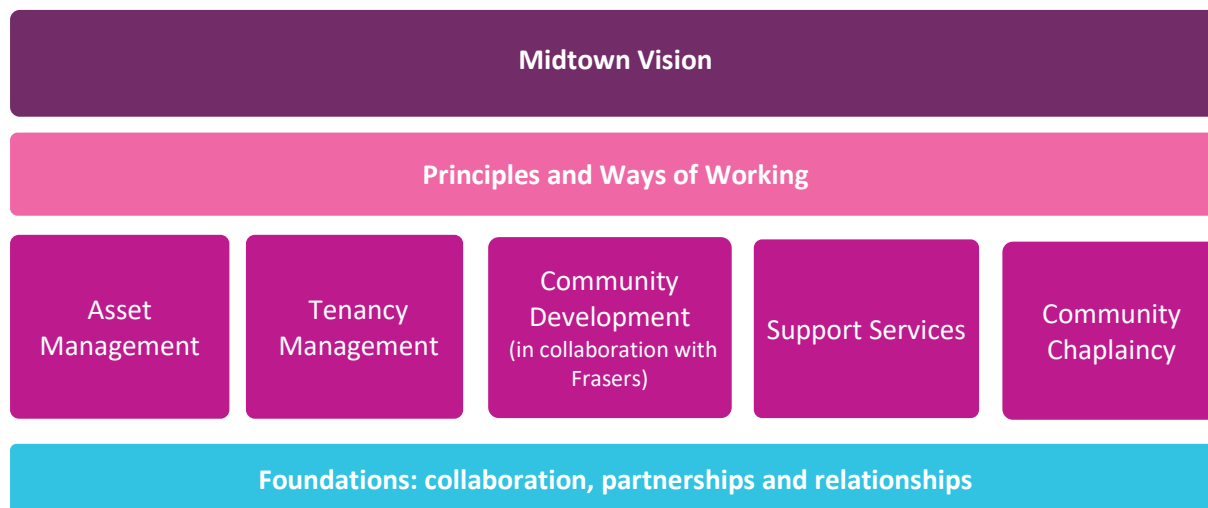 Midtown Vision
Principles and Ways of Working
Asset
Management
Tenancy
Management
Community
Development
(in collaboration with
Frasers)
Support Services
Community
Chaplaincy
Foundations: collaboration, partnerships and relationships